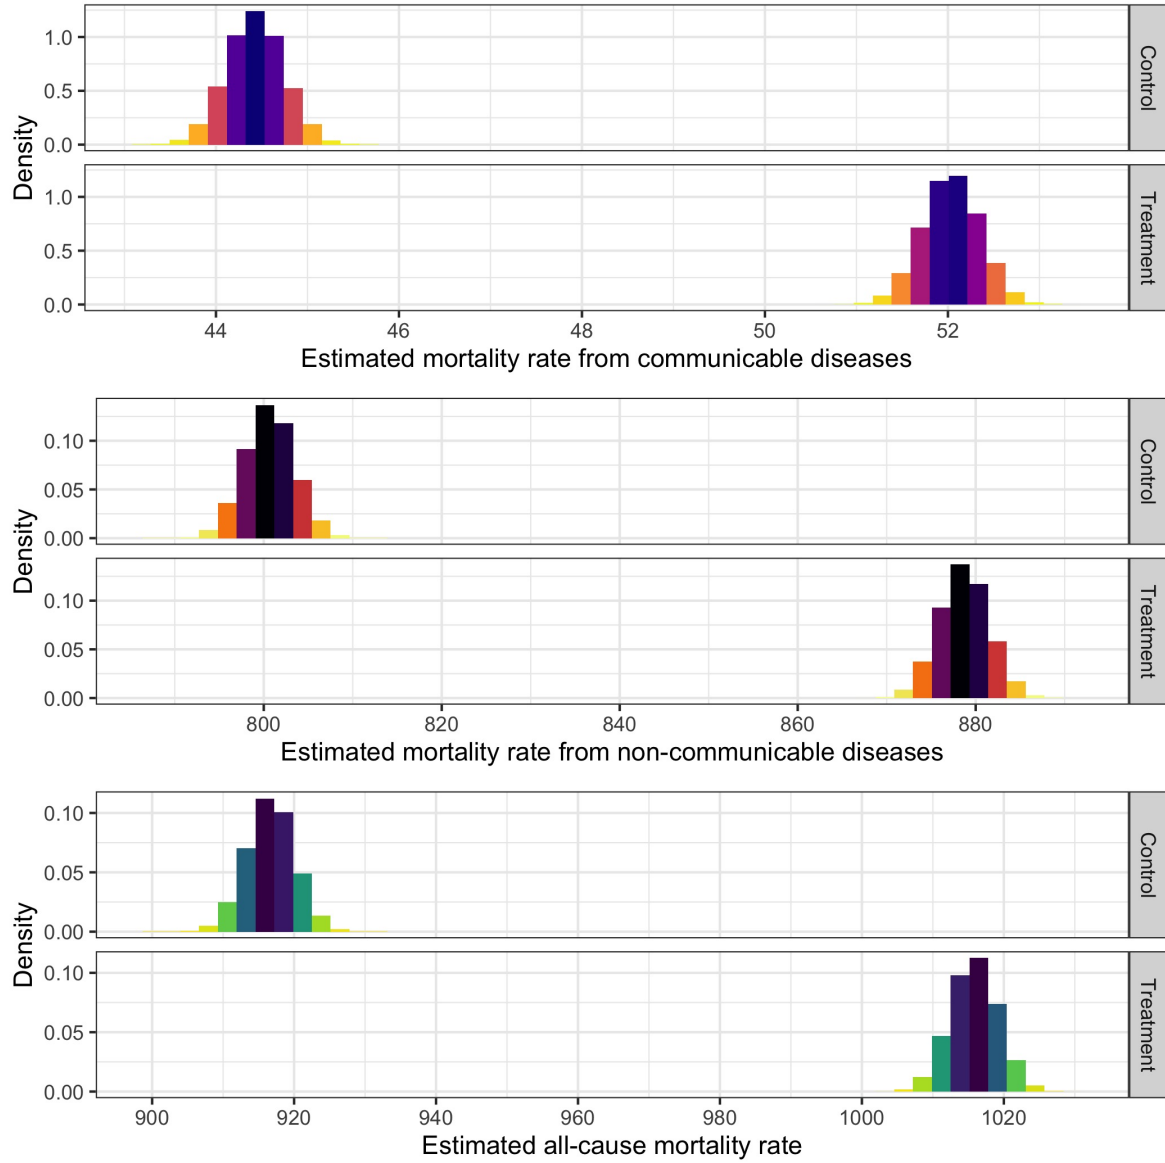 1.0
0.5
0.0
Control
1.0
0.5
0.0
Treatment
Density
44 46 48 50 52
Estimated mortality rate from communicable diseases
0.10
0.05
0.00
Control
0.10
0.05
0.00
Treatment
Density
800 820 840 860 880
Estimated mortality rate from non-communicable diseases
0.10
0.05
0.00
Control
0.10
0.05
0.00
Treatment
Density
900 920 940 960 980 1000 1020
Estimated all-cause mortality rate